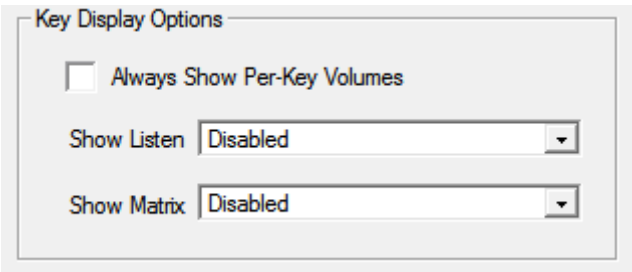 Key Display Options
Always Show Per-Key Volumes
Show Listen Disabled
Show Matrix Disabled